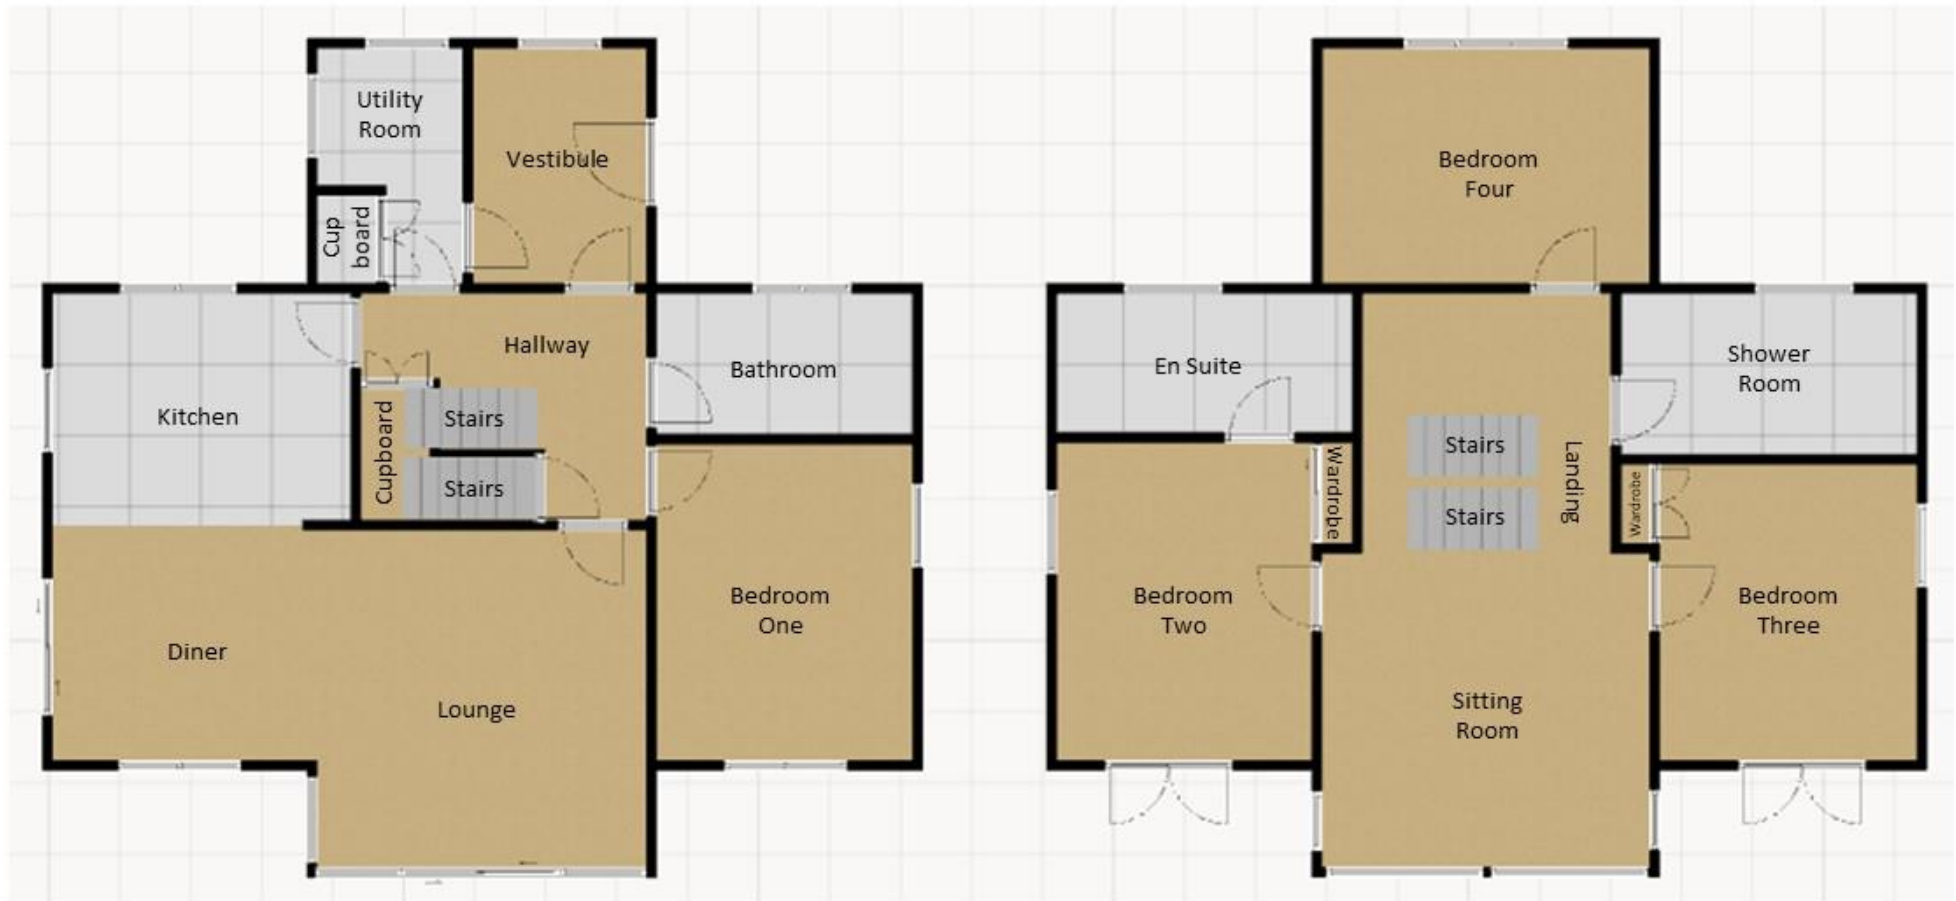 Utility
Room
Vestibule
Cup
board
Hallway
Kitchen
Bathroom
Cupboard
Stairs
Stairs
Bedroom
One
Diner
Lounge
Bedroom
Four
En Suite
Shower
Room
Stairs
Stairs
Landing
Wardrobe
Wardrobe
Bedroom
Two
Bedroom
Three
Sitting
Room